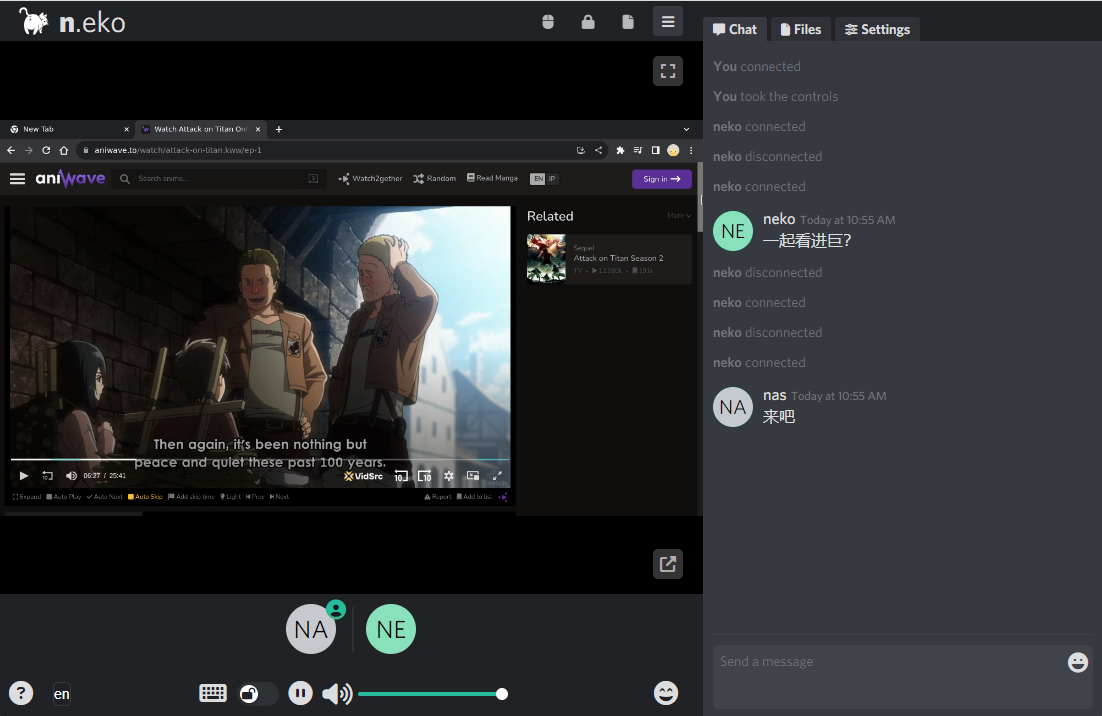 n.eko
New Tab
Watch Attack on Titan Onl
aniwave.to/watch/attack-on-titan.kww/ep-1
aniWave
Search anime...
Watch2gether
Random
Read Manga
EN JP
Sign in
Related
More
Sequel
Attack on Titan Season 2
TV
191k
Then again, it's been nothing but
peace and quiet these past 100 years.
06:27 / 25:41
VidSrc
10
10
Expand
Auto Play
Auto Next
Auto Skip
Add skip time
Light
Prev
Next
Report
Add to list
NA
NE
en
Chat
Files
Settings
You connected
You took the controls
neko connected
neko disconnected
neko connected
NE
neko Today at 10:55 AM
一起看进巨?
neko disconnected
neko connected
neko disconnected
neko connected
NA
nas Today at 10:55 AM
来吧
Send a message